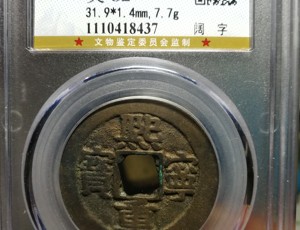 31.9*1.4mm,7.7g
1110418437 阔字
★ 文物鉴定委员会监制 ★
熙
寳 寧
重